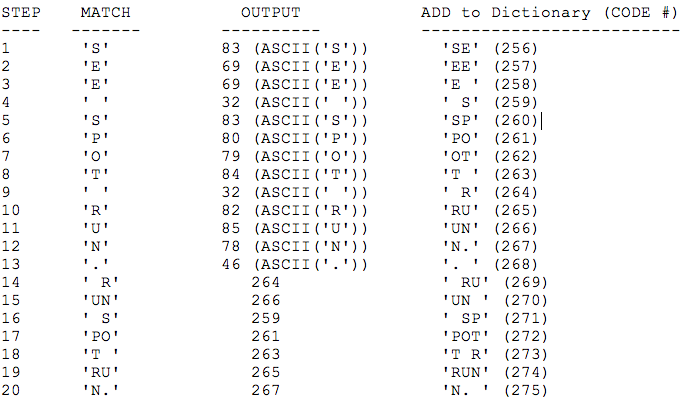 STEP MATCH OUTPUT ADD to Dictionary (CODE #)
---- ------- ---------- --------------------------
1 'S' 83 (ASCII('S')) 'SE' (256)
2 'E' 69 (ASCII('E')) 'EE' (257)
3 'E' 69 (ASCII('E')) 'E ' (258)
4 ' ' 32 (ASCII(' ')) ' S' (259)
5 'S' 83 (ASCII('S')) 'SP' (260)
6 'P' 80 (ASCII('P')) 'PO' (261)
7 'O' 79 (ASCII('O')) 'OT' (262)
8 'T' 84 (ASCII('T')) 'T ' (263)
9 ' ' 32 (ASCII(' ')) ' R' (264)
10 'R' 82 (ASCII('R')) 'RU' (265)
11 'U' 85 (ASCII('U')) 'UN' (266)
12 'N' 78 (ASCII('N')) 'N.' (267)
13 '.' 46 (ASCII('.')) '. ' (268)
14 ' R' 264 ' RU' (269)
15 'UN' 266 'UN ' (270)
16 ' S' 259 ' SP' (271)
17 'PO' 261 'POT' (272)
18 'T ' 263 'T R' (273)
19 'RU' 265 'RUN' (274)
20 'N.' 267 'N. ' (275)